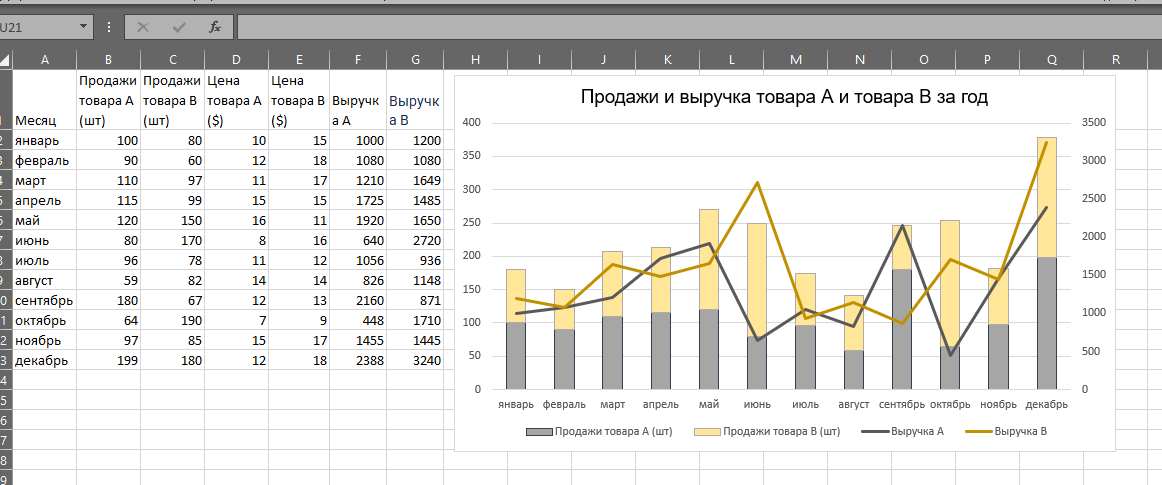 U21 fx
A B C D E F G H I J K L M N O P Q R
Продажи Продажи Цена Цена
товара A товара B товара A товара B Выручк Выручк
Месяц (шт) (шт) ($) ($) а A а B
январь 100 80 10 15 1000 1200
февраль 90 60 12 18 1080 1080
март 110 97 11 17 1210 1649
апрель 115 99 15 15 1725 1485
май 120 150 16 11 1920 1650
июнь 80 170 8 16 640 2720
июль 96 78 11 12 1056 936
август 59 82 14 14 826 1148
сентябрь 180 67 12 13 2160 871
октябрь 64 190 7 9 448 1710
ноябрь 97 85 15 17 1455 1445
декабрь 199 180 12 18 2388 3240
Продажи и выручка товара А и товара В за год
400 3500
350 3000
300 2500
250 2000
200 1500
150 1000
100 500
50 0
0
январь февраль март апрель май июнь июль август сентябрь октябрь ноябрь декабрь
Продажи товара A (шт) Продажи товара B (шт) Выручка A Выручка B